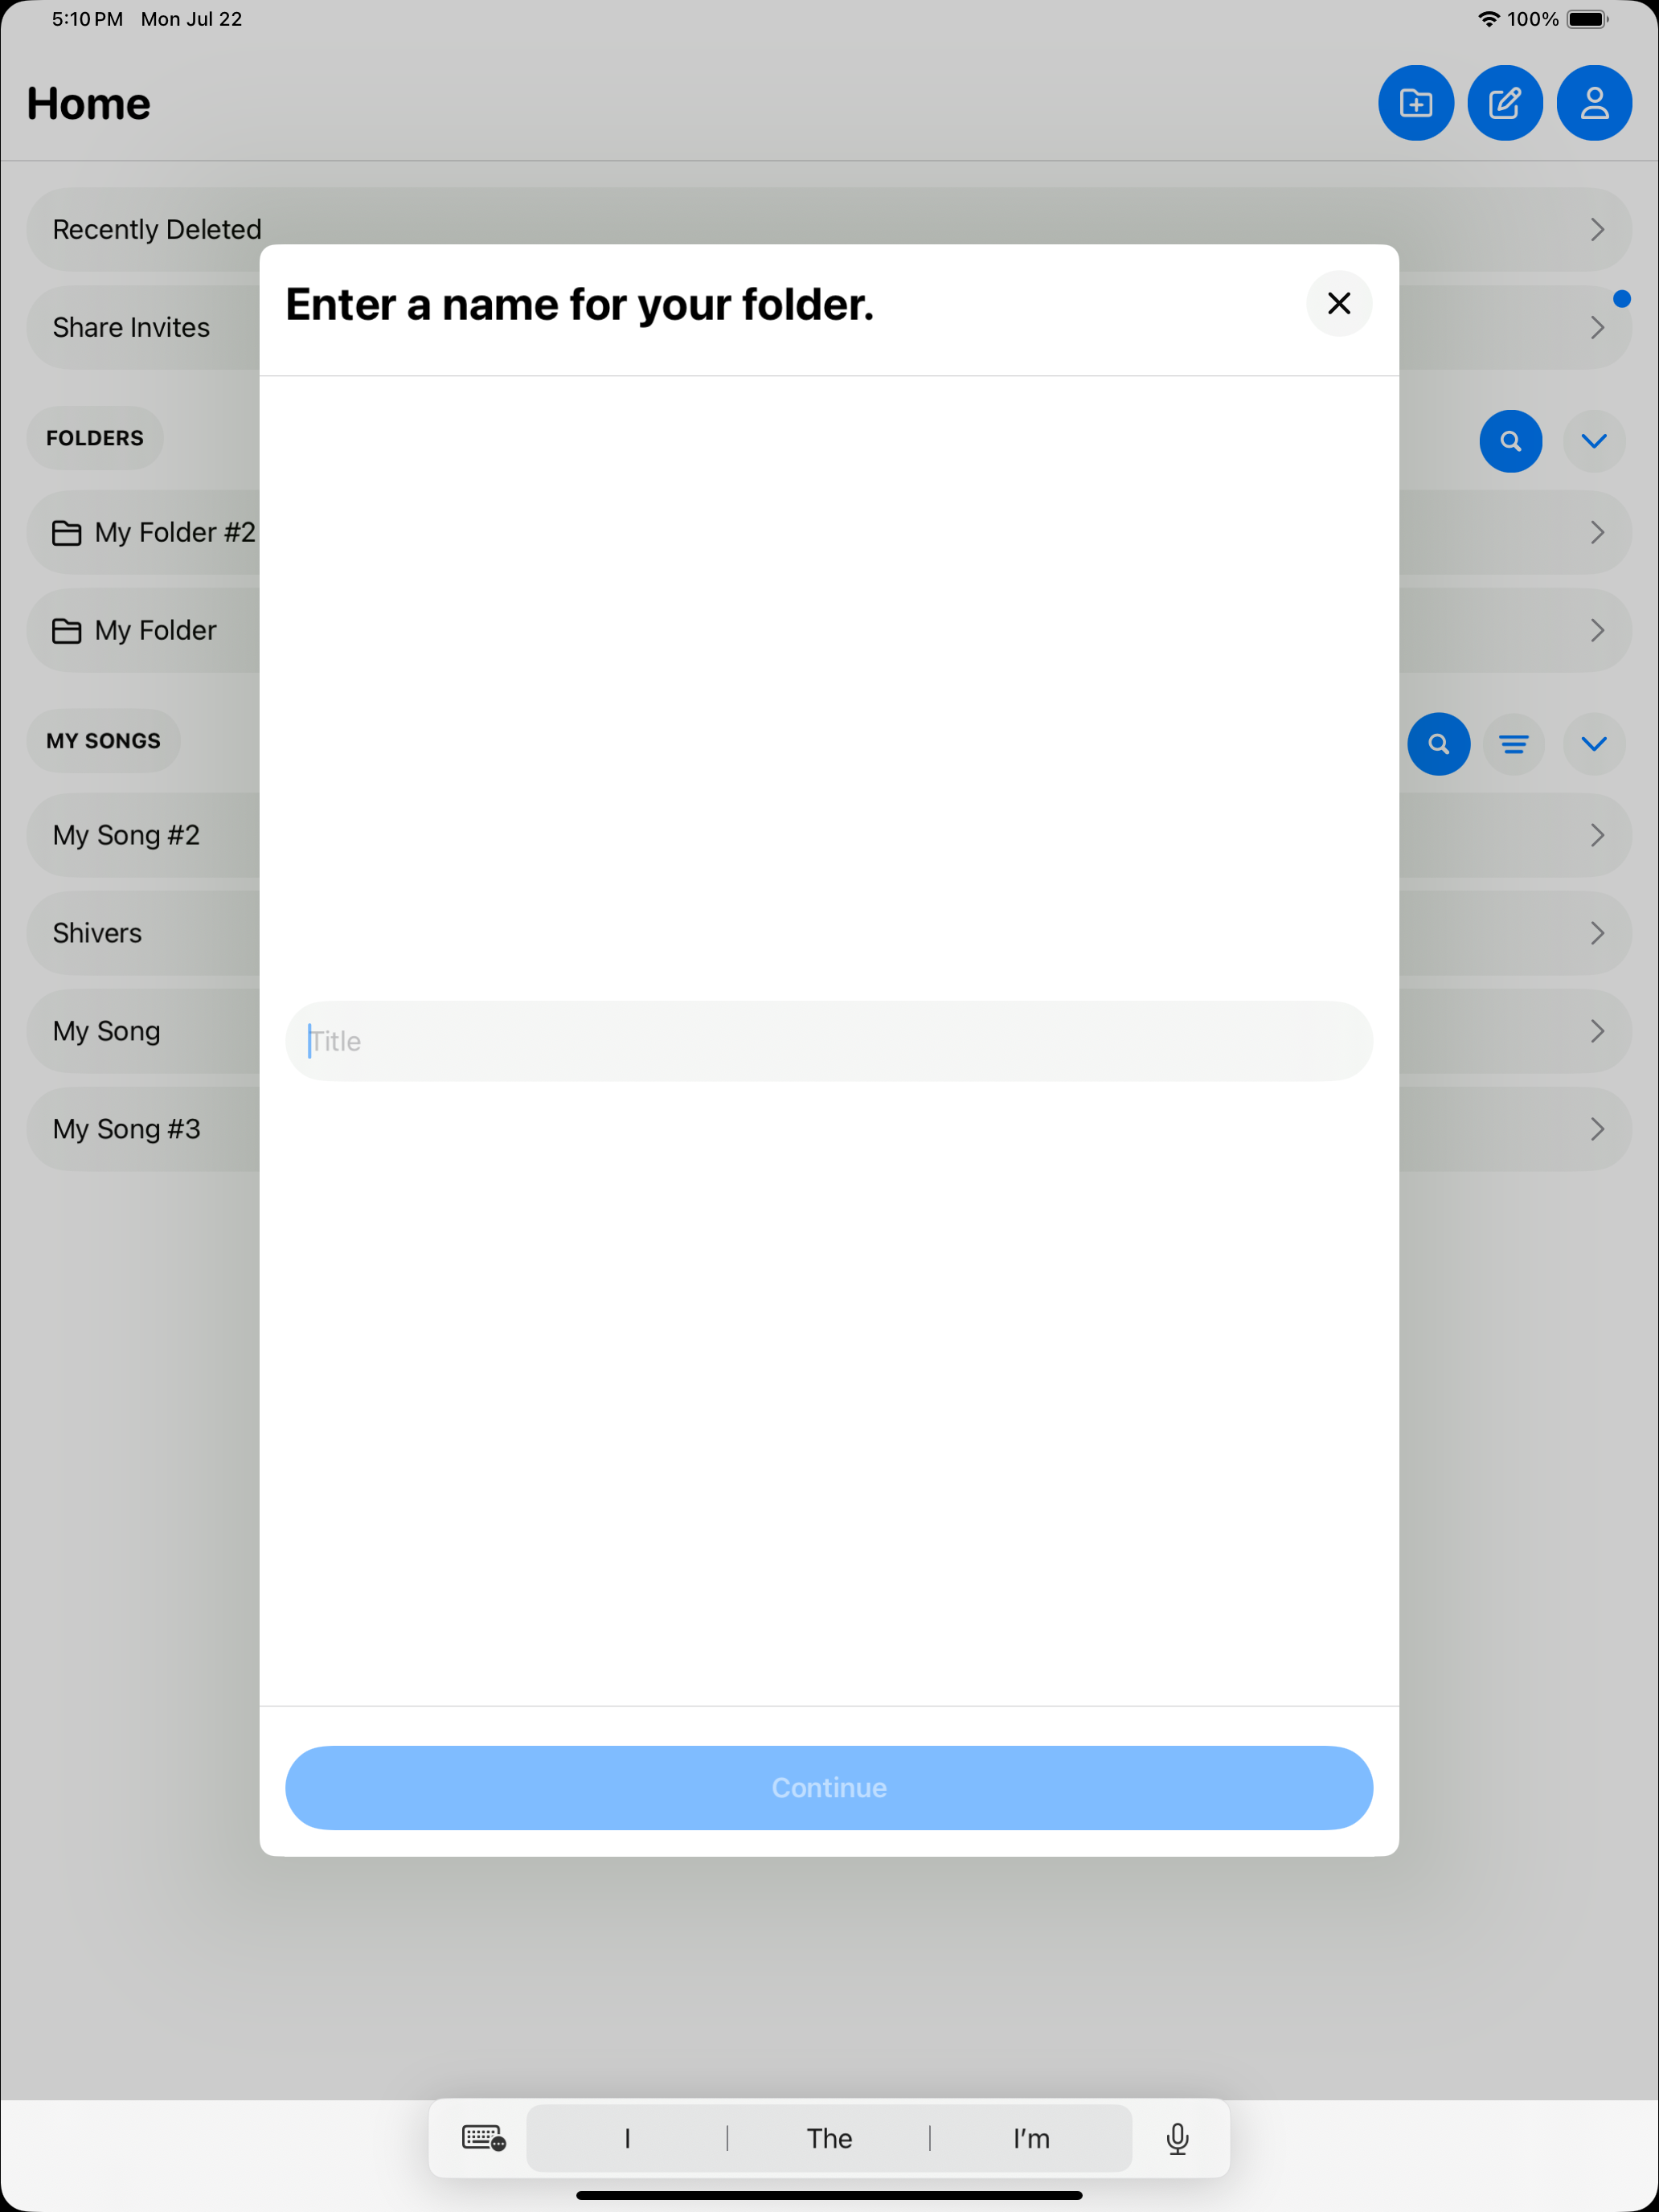 5:10 PM Mon Jul 22
100%
Home
Recently Deleted
Share Invites
FOLDERS
My Folder #2
My Folder
MY SONGS
My Song #2
Shivers
My Song
My Song #3
Enter a name for your folder.
Title
Continue
I The I'm